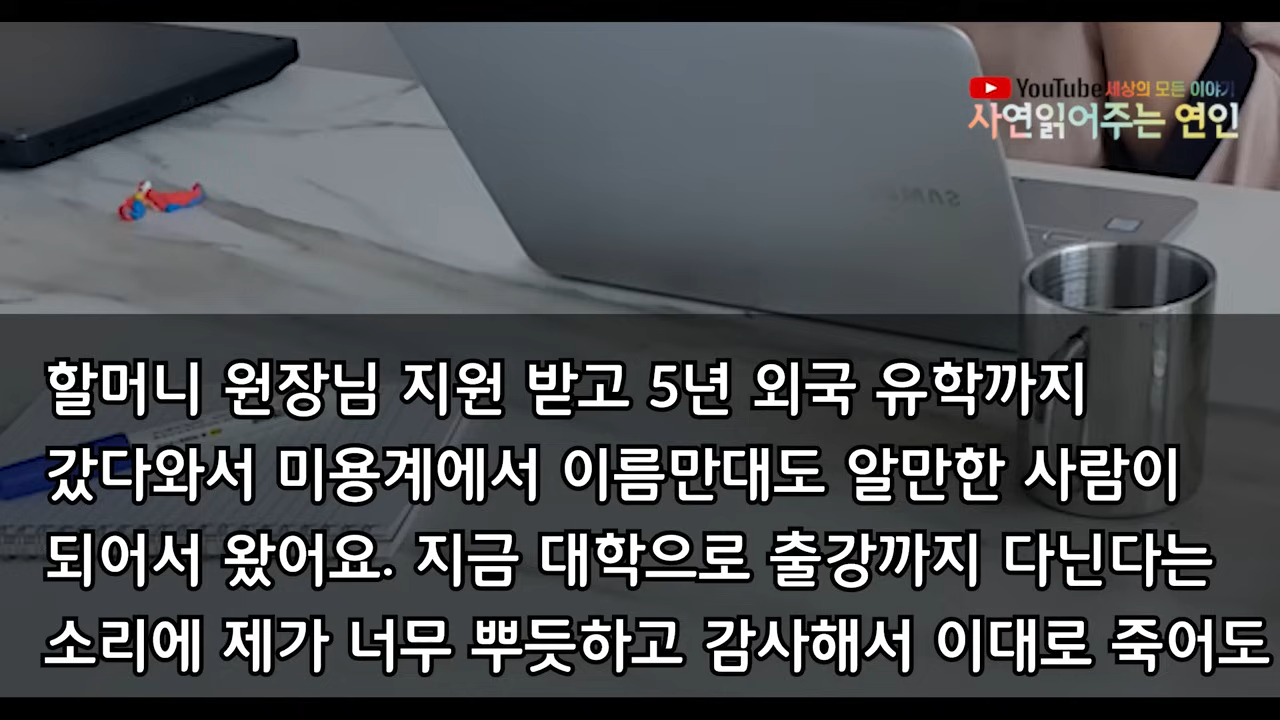 YouTube 세상의 모든 이야기
사연읽어주는 연인
SAMS
할머니 원장님 지원 받고 5년 외국 유학까지
갔다와서 미용계에서 이름만대도 알만한 사람이
되어서 왔어요. 지금 대학으로 출강까지 다닌다는
소리에 제가 너무 뿌듯하고 감사해서 이대로 죽어도